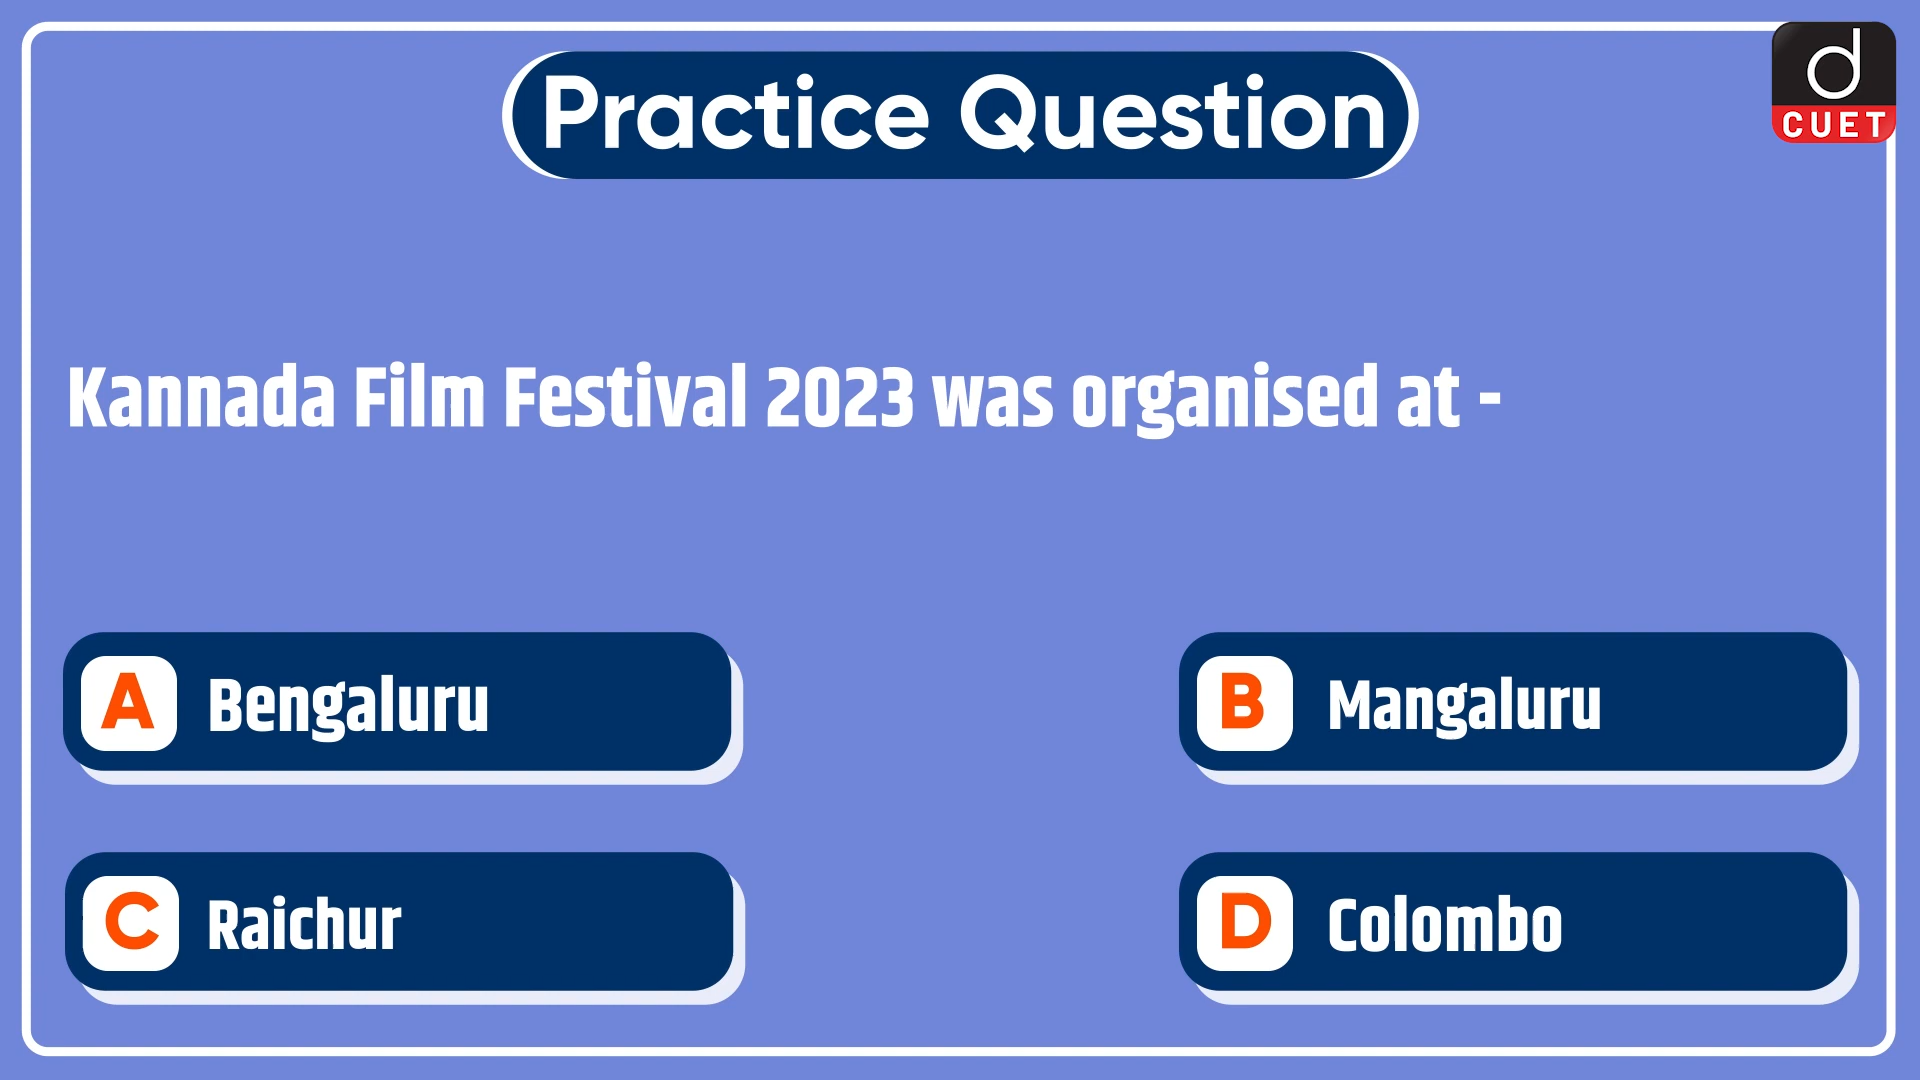 d
CUET
Practice Question
Kannada Film Festival 2023 was organised at -
A Bengaluru
B Mangaluru
C Raichur
D Colombo